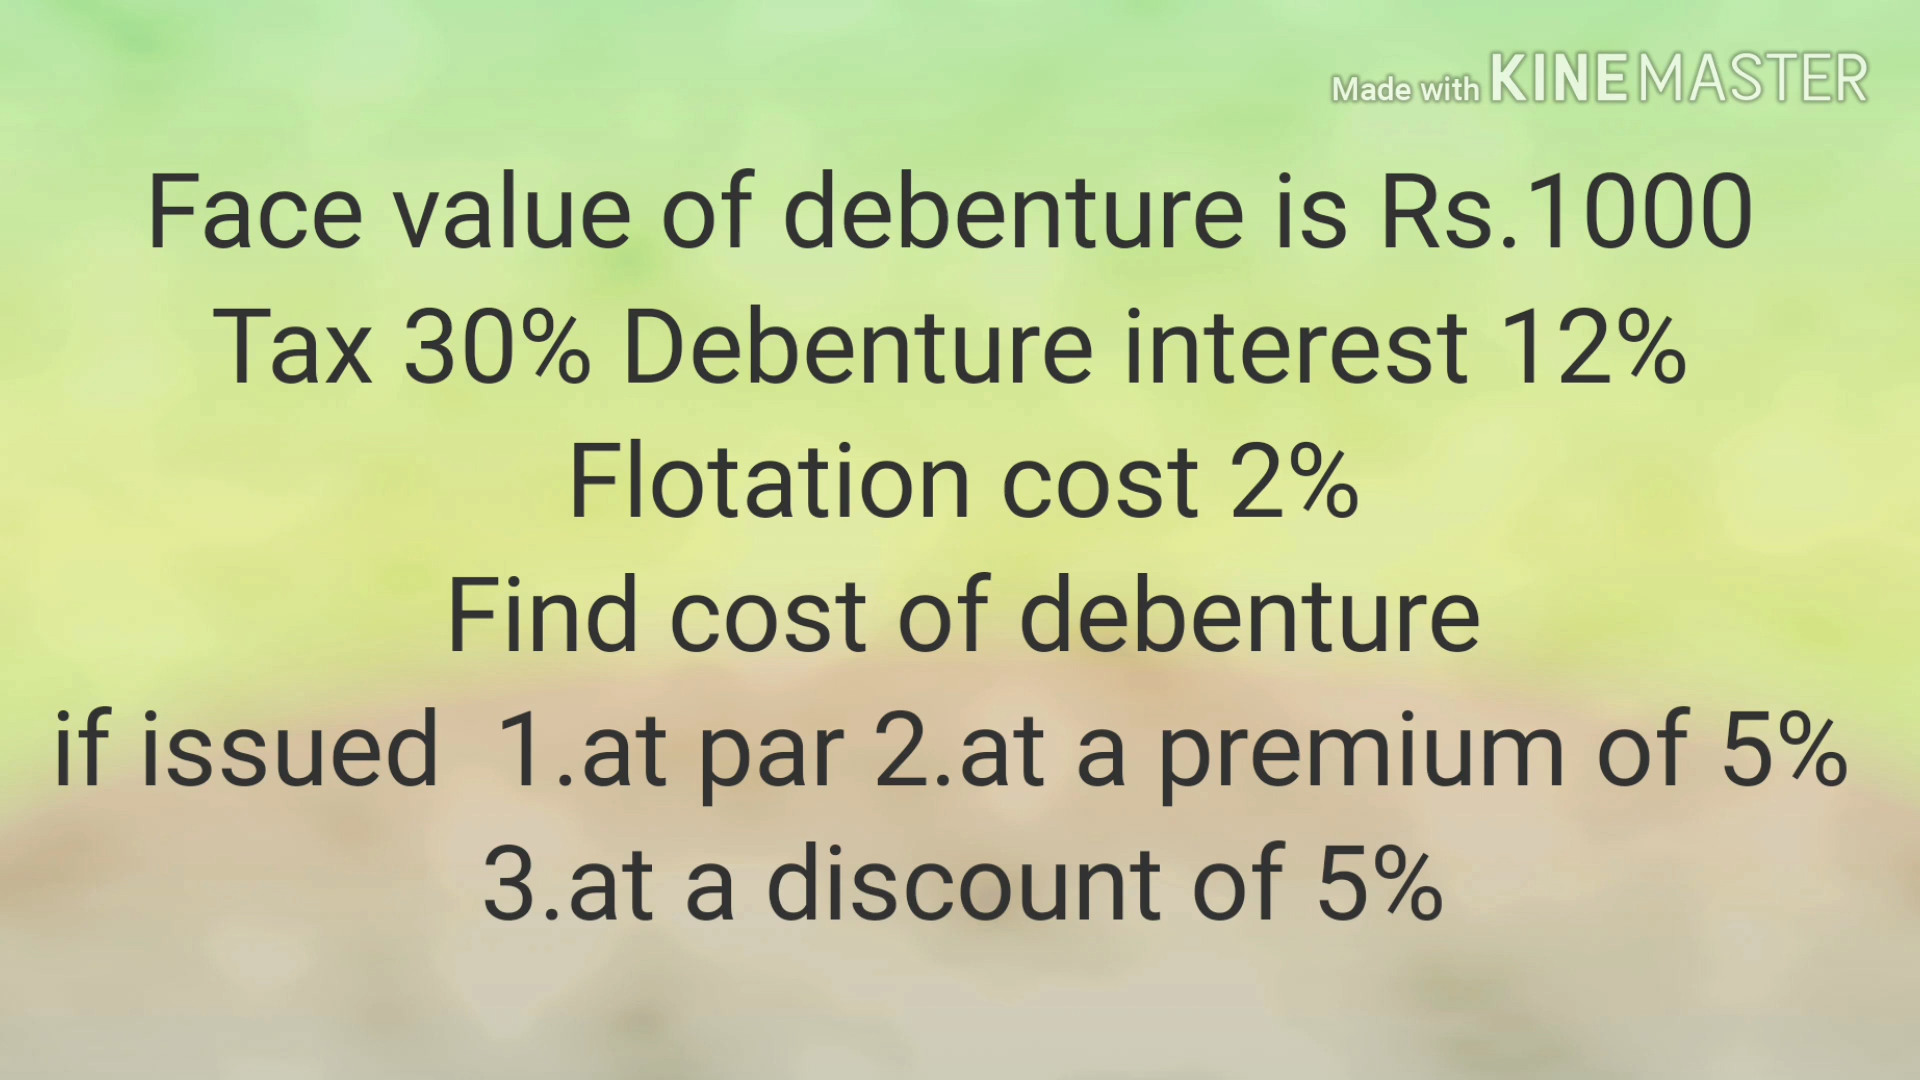 Made with KINEMASTER
Face value of debenture is Rs.1000
Tax 30% Debenture interest 12%
Flotation cost 2%
Find cost of debenture
if issued  1.at par 2.at a premium of 5%
3.at a discount of 5%